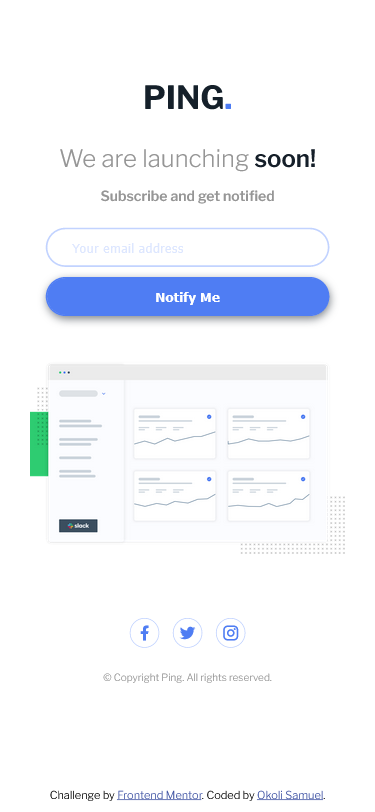 PING.
We are launching soon!
Subscribe and get notified
Your email address
Notify Me
slack
© Copyright Ping. All rights reserved.
Challenge by Frontend Mentor. Coded by Okoli Samuel.